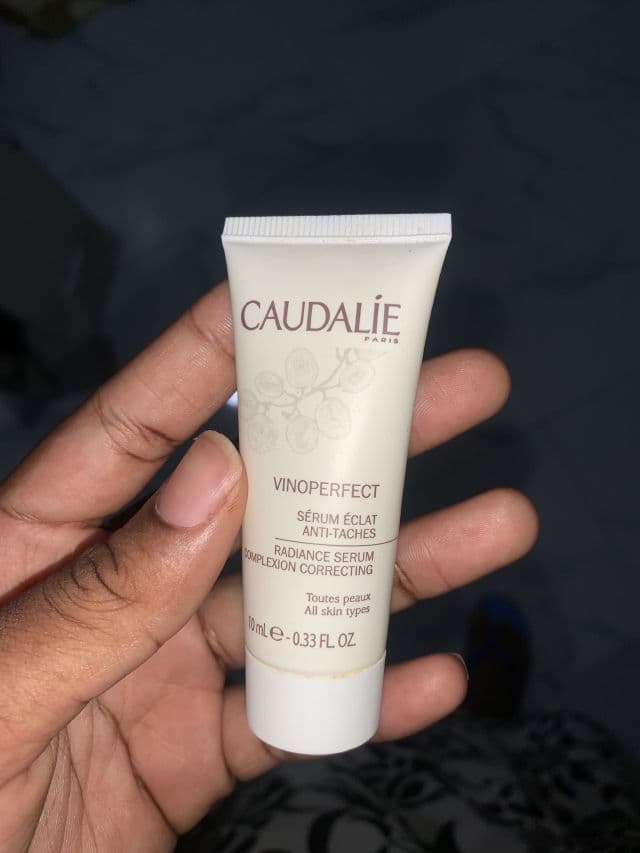 CAUDALÍE
PARIS
VINOPERFECT
SÉRUM ÉCLAT
ANTI-TACHES
RADIANCE SERUM
COMPLEXION CORRECTING
Toutes peaux
All skin types
10 mL e - 0.33 FL. OZ.